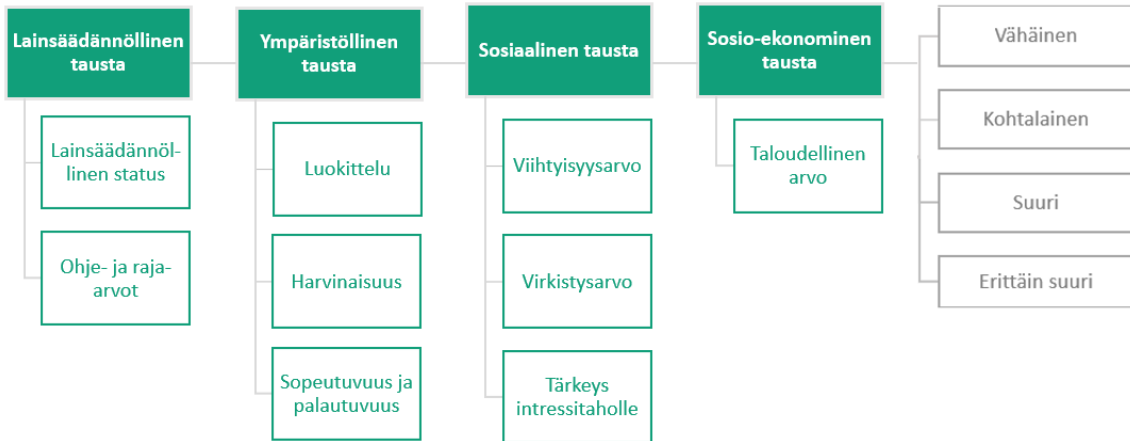 Lainsäädännöllinen
tausta
Lainsäädännöl-
linen status
Ohje- ja raja-
arvot
Ympäristöllinen
tausta
Luokittelu
Harvinaisuus
Sopeutuvuus ja
palautuvuus
Sosiaalinen tausta
Viihtyisyysarvo
Virkistysarvo
Tärkeys
intressitaholle
Sosio-ekonominen
tausta
Taloudellinen
arvo
Vähäinen
Kohtalainen
Suuri
Erittäin suuri